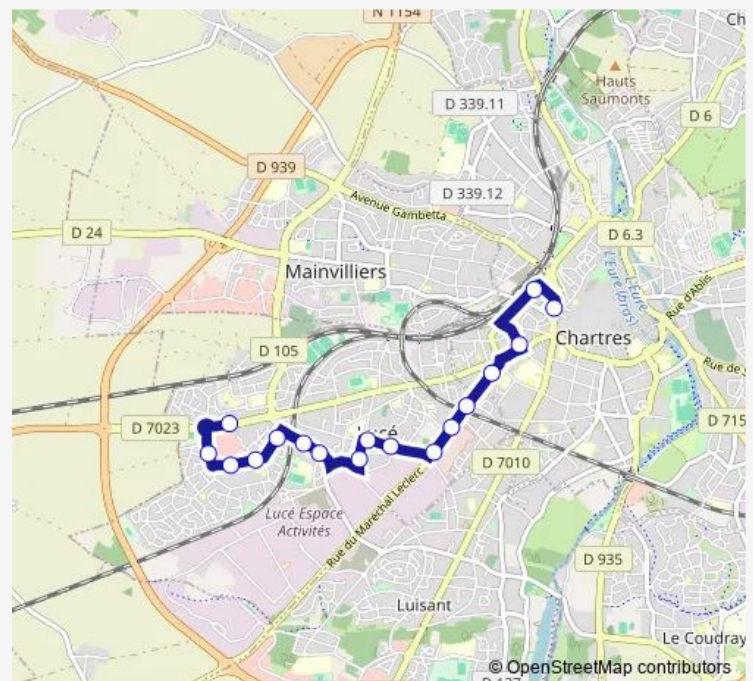 N 1154
Ch
Hauts
Saumonts
D 339.11
D 6
D 939
D 339.12
Avenue Gambetta
D 24
D 6.3
Mainvilliers
L'Eure (bras)
Eure
Rue d'Ablis
D 105
Chartres
Rue de
D 7023
Lucé
D 715
D 7010
Lucé Espace
Activités
Rue du Maréchal Leclerc
D 935
Luisant
Le Coudray
© OpenStreetMap contributors